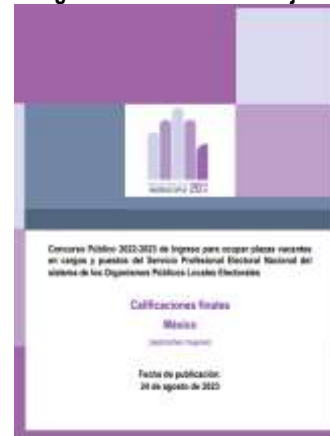 Concurso Público 2022-2023 de Ingreso para ocupar plazas vacantes
en cargos y puestos del Servicio Profesional Electoral Nacional del
sistema de los Organismos Públicos Locales Electorales
Calificaciones finales
México
Fecha de publicación:
24 de agosto de 2023